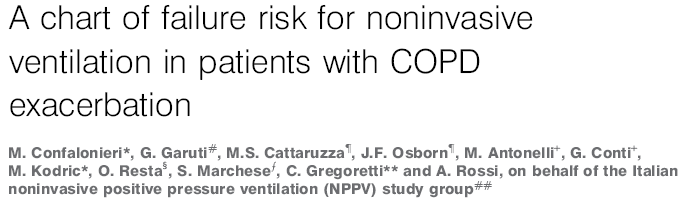 A chart of failure risk for noninvasive
ventilation in patients with COPD
exacerbation
M. Confalonieri*, G. Garuti#, M.S. Cattaruzza¶, J.F. Osborn¶, M. Antonelli+, G. Conti+,
M. Kodric*, O. Resta§, S. Marchese ƒ, C. Gregoretti** and A. Rossi, on behalf of the Italian
noninvasive positive pressure ventilation (NPPV) study group##